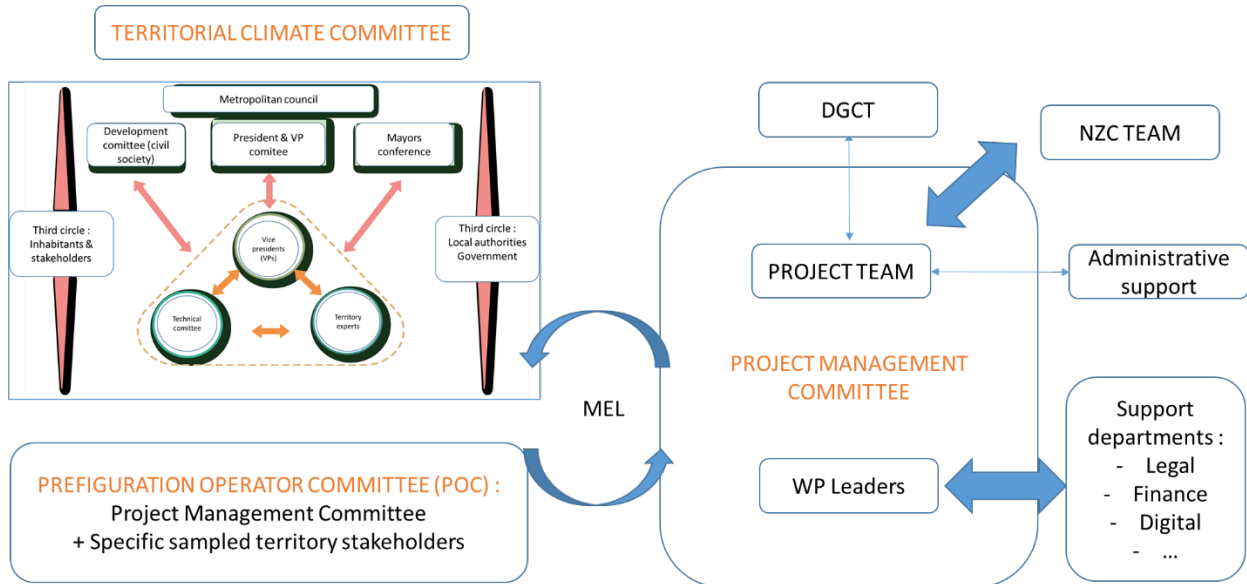 TERRITORIAL CLIMATE COMMITTEE
Metropolitan council
Development
comittee (civil
society)
President & VP
comitee
Mayors
conference
Third circle :
Inhabitants &
stakeholders
Vice
presidents
(VPs)
Third circle :
Local authorities
Government
Technical
comittee
Territory
experts
MEL
PREFIGURATION OPERATOR COMMITTEE (POC) :
Project Management Committee
+ Specific sampled territory stakeholders
DGCT
NZC TEAM
PROJECT TEAM
Administrative
support
PROJECT MANAGEMENT
COMMITTEE
WP Leaders
Support
departments :
- Legal
- Finance
- Digital
- ...